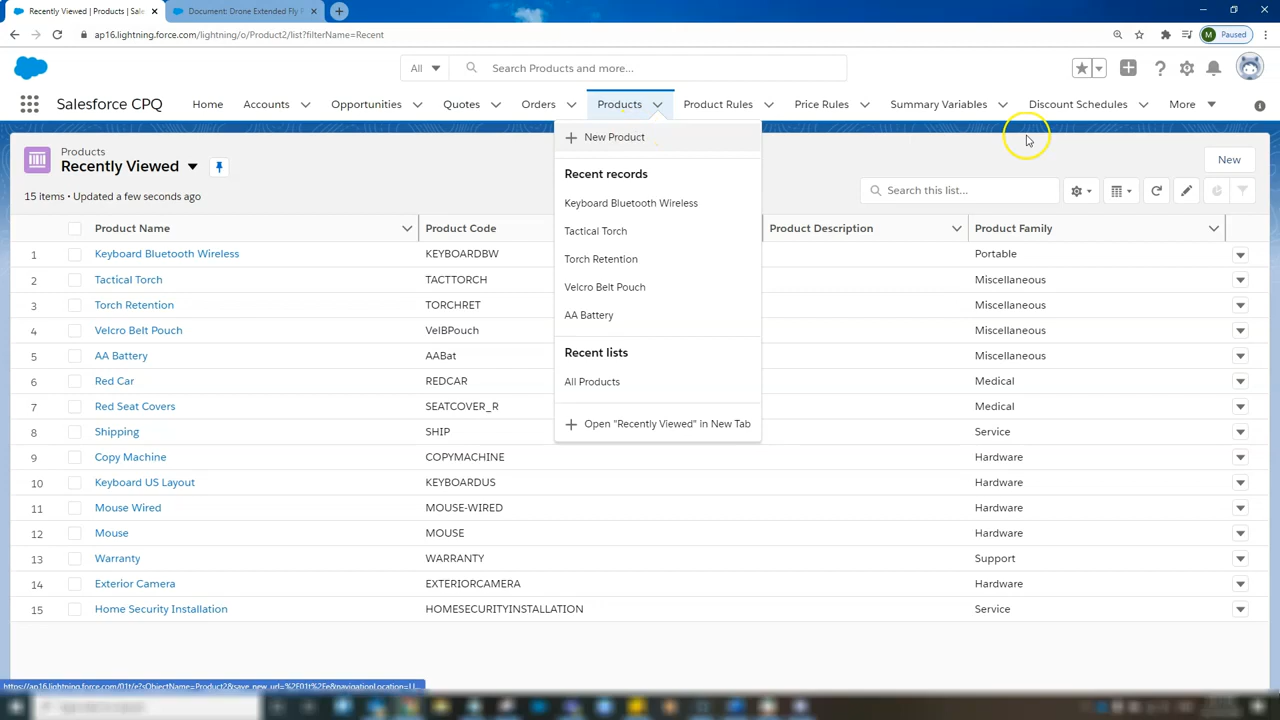 Recently Viewed | Products | Sale
Document: Drone Extended Fly P
ap16.lightning.force.com/lightning/o/Product2/list?filterName=Recent
M Paused
All
Search Products and more...
Salesforce CPQ
Home
Accounts
Opportunities
Quotes
Orders
Products
Product Rules
Price Rules
Summary Variables
Discount Schedules
More
New Product
Recent records
Keyboard Bluetooth Wireless
Tactical Torch
Torch Retention
Velcro Belt Pouch
AA Battery
Recent lists
All Products
Open "Recently Viewed" in New Tab
Products
Recently Viewed
New
15 items • Updated a few seconds ago
Search this list...
Product Name Product Code Product Description Product Family
1 Keyboard Bluetooth Wireless KEYBOARDBW Portable
2 Tactical Torch TACTTORCH Miscellaneous
3 Torch Retention TORCHRET Miscellaneous
4 Velcro Belt Pouch VelBPouch Miscellaneous
5 AA Battery AABat Miscellaneous
6 Red Car REDCAR Medical
7 Red Seat Covers SEATCOVER_R Medical
8 Shipping SHIP Service
9 Copy Machine COPYMACHINE Hardware
10 Keyboard US Layout KEYBOARDUS Hardware
11 Mouse Wired MOUSE-WIRED Hardware
12 Mouse MOUSE Hardware
13 Warranty WARRANTY Support
14 Exterior Camera EXTERIORCAMERA Hardware
15 Home Security Installation HOMESECURITYINSTALLATION Service